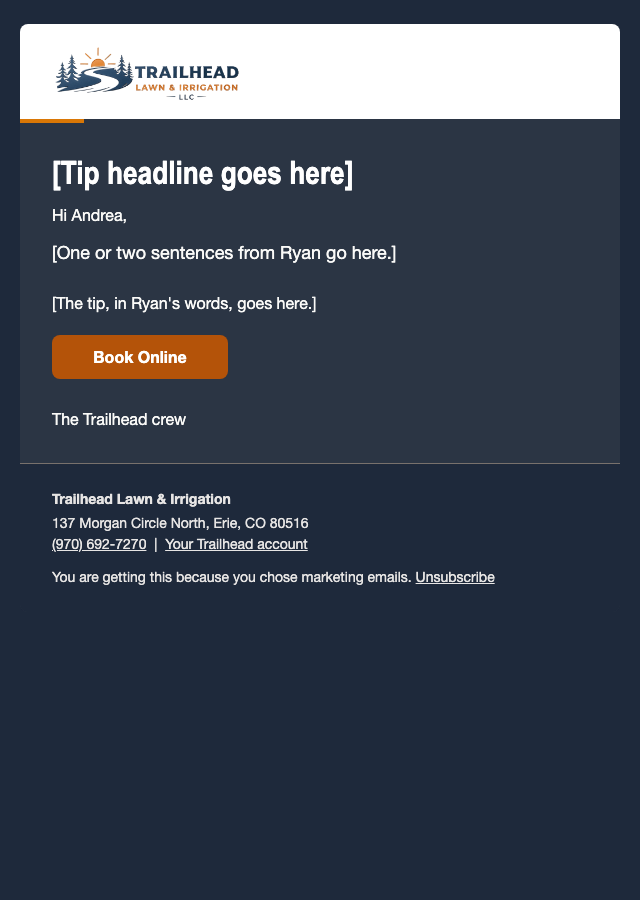 TRAILHEAD
LAWN & IRRIGATION
LLC
[Tip headline goes here]
Hi Andrea,
[One or two sentences from Ryan go here.]
[The tip, in Ryan's words, goes here.]
Book Online
The Trailhead crew
Trailhead Lawn & Irrigation
137 Morgan Circle North, Erie, CO 80516
(970) 692-7270 | Your Trailhead account
You are getting this because you chose marketing emails. Unsubscribe